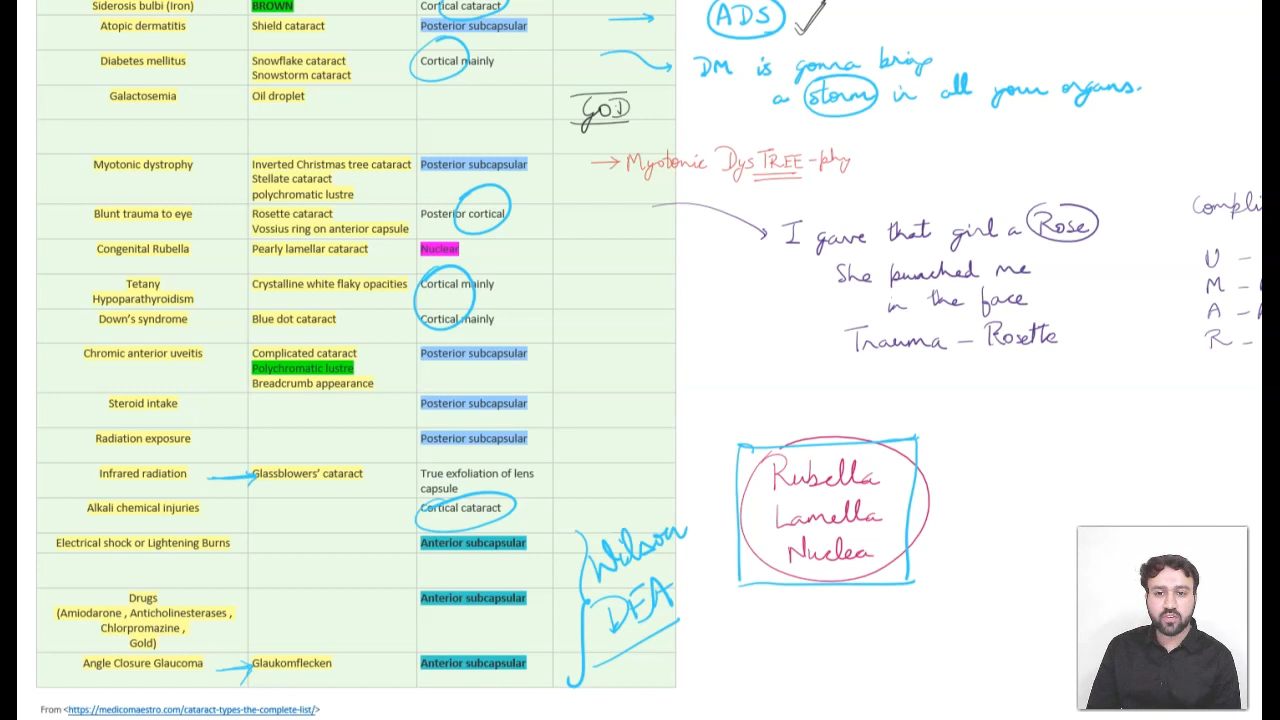 Siderosis bulbi (Iron) BROWN Cortical cataract
Atopic dermatitis Shield cataract Posterior subcapsular
Diabetes mellitus Snowflake cataract Cortical mainly
Snowstorm cataract
Galactosemia Oil droplet
Myotonic dystrophy Inverted Christmas tree cataract Posterior subcapsular
Stellate cataract
polychromatic lustre
Blunt trauma to eye Rosette cataract Posterior cortical
Vossius ring on anterior capsule
Congenital Rubella Pearly lamellar cataract Nuclear
Tetany Crystalline white flaky opacities Cortical mainly
Hypoparathyroidism
Down's syndrome Blue dot cataract Cortical mainly
Chromic anterior uveitis Complicated cataract Posterior subcapsular
Polychromatic lustre
Breadcrumb appearance
Steroid intake Posterior subcapsular
Radiation exposure Posterior subcapsular
Infrared radiation Glassblowers' cataract True exfoliation of lens
capsule
Alkali chemical injuries Cortical cataract
Electrical shock or Lightening Burns Anterior subcapsular
Drugs Anterior subcapsular
(Amiodarone , Anticholinesterases ,
Chlorpromazine ,
Gold)
Angle Closure Glaucoma Glaukomflecken Anterior subcapsular
From <https://medicomaestro.com/cataract-types-the-complete-list/>
GOD
Wilson
DEA
ADS
DM is gonna bring
a storm in all your organs.
Myotonic DysTREE-phy
I gave that girl a Rose
She punched me
in the face
Trauma - Rosette
Rubella
Lamella
Nuclea
Compli
U -
M -
A -
R -